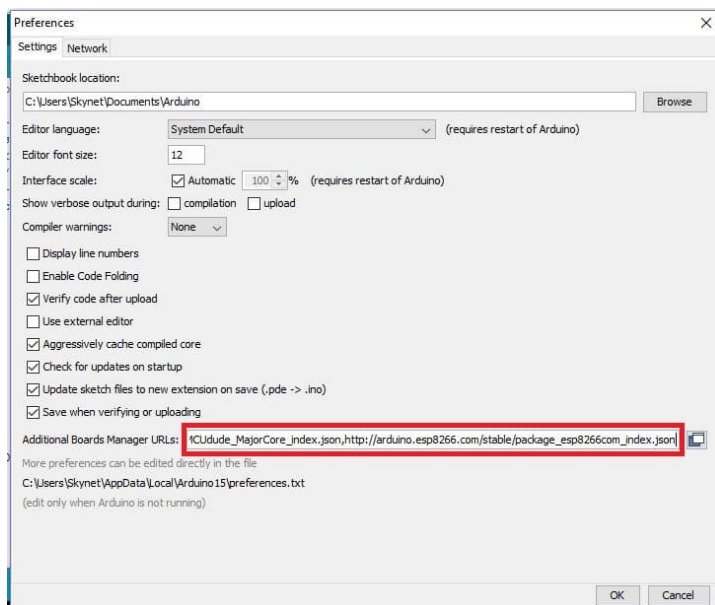 Preferences
Settings Network
Sketchbook location:
C:\Users\Skynet\Documents\Arduino Browse
Editor language: System Default (requires restart of Arduino)
Editor font size: 12
Interface scale: Automatic 100 % (requires restart of Arduino)
Show verbose output during: compilation upload
Compiler warnings: None
Display line numbers
Enable Code Folding
Verify code after upload
Use external editor
Aggressively cache compiled core
Check for updates on startup
Update sketch files to new extension on save (.pde -> .ino)
Save when verifying or uploading
Additional Boards Manager URLs: MCUdude_MajorCore_index.json,http://arduino.esp8266.com/stable/package_esp8266com_index.json
More preferences can be edited directly in the file
C:\Users\Skynet\AppData\Local\Arduino15\preferences.txt
(edit only when Arduino is not running)
OK Cancel